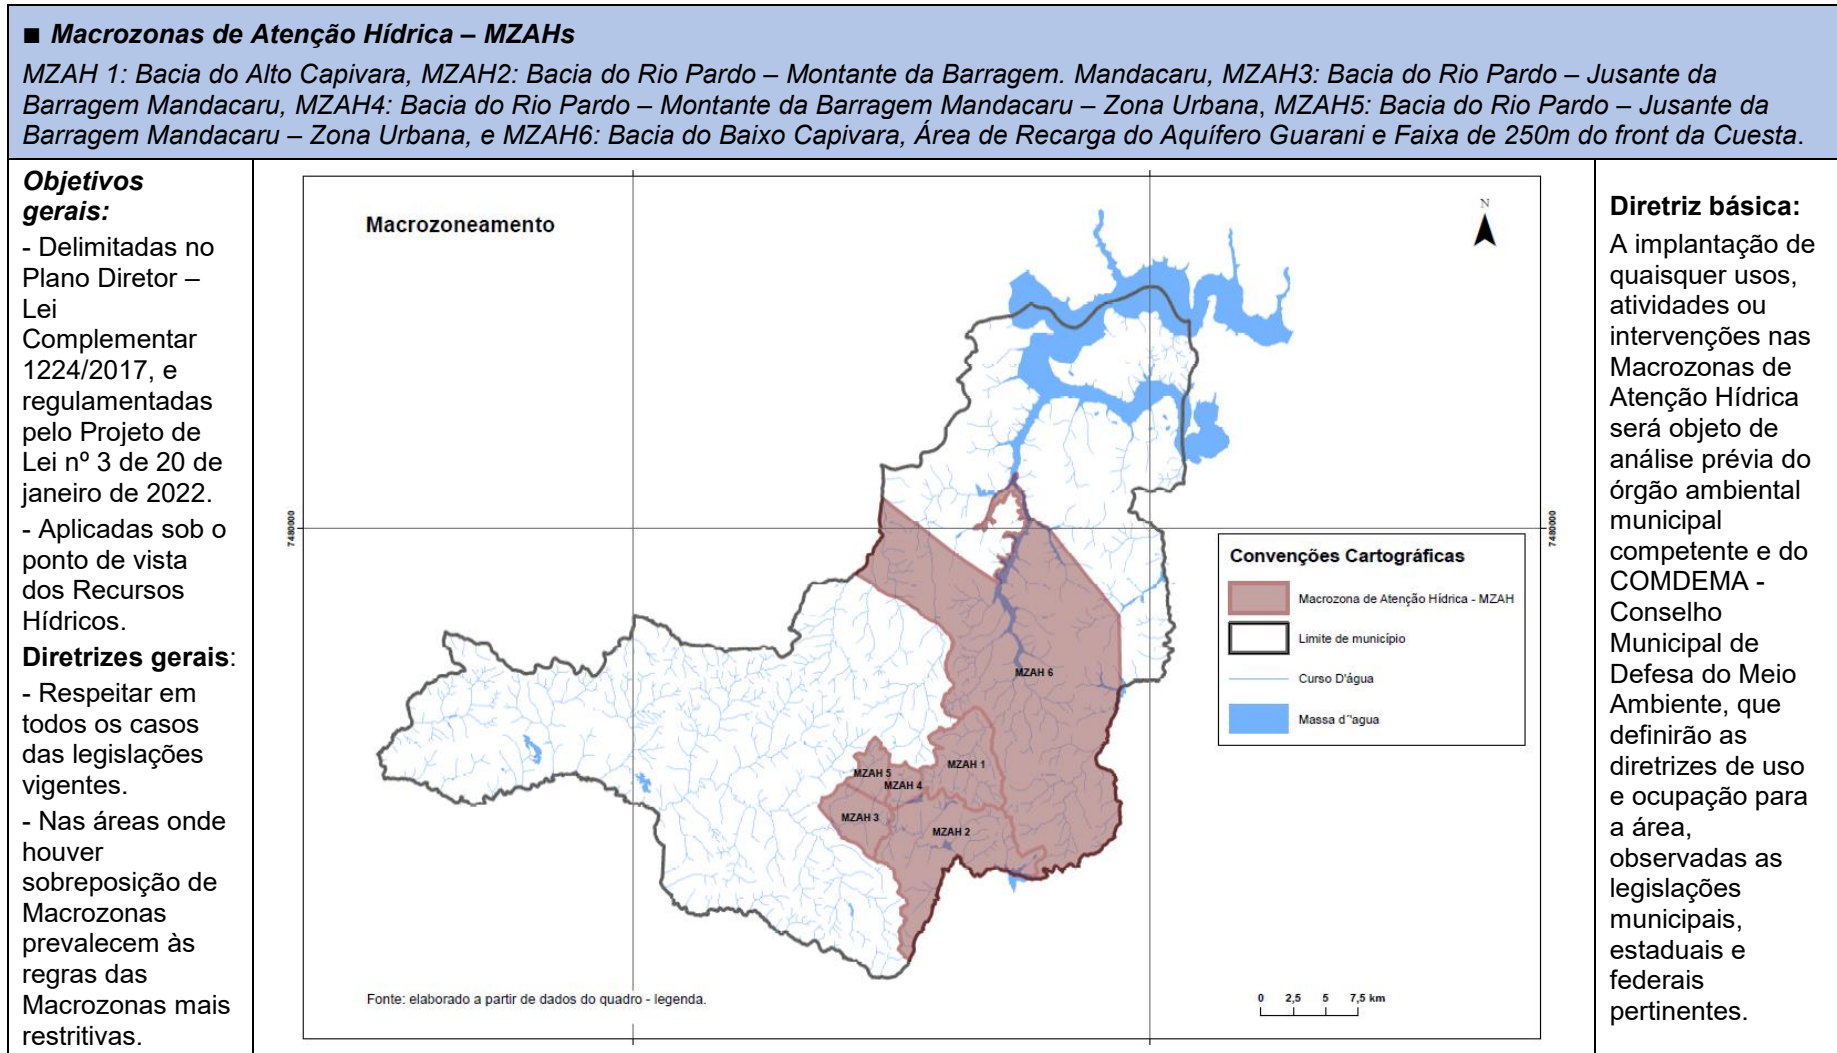 ■ Macrozonas de Atenção Hídrica – MZAHs
MZAH 1: Bacia do Alto Capivara, MZAH2: Bacia do Rio Pardo – Montante da Barragem. Mandacaru, MZAH3: Bacia do Rio Pardo – Jusante da
Barragem Mandacaru, MZAH4: Bacia do Rio Pardo – Montante da Barragem Mandacaru – Zona Urbana, MZAH5: Bacia do Rio Pardo – Jusante da
Barragem Mandacaru – Zona Urbana, e MZAH6: Bacia do Baixo Capivara, Área de Recarga do Aquífero Guarani e Faixa de 250m do front da Cuesta.
Objetivos
gerais:
- Delimitadas no
Plano Diretor –
Lei
Complementar
1224/2017, e
regulamentadas
pelo Projeto de
Lei nº 3 de 20 de
janeiro de 2022.
- Aplicadas sob o
ponto de vista
dos Recursos
Hídricos.
Diretrizes gerais:
- Respeitar em
todos os casos
das legislações
vigentes.
- Nas áreas onde
houver
sobreposição de
Macrozonas
prevalecem às
regras das
Macrozonas mais
restritivas.
Macrozoneamento
N
7480000
7480000
MZAH 6
MZAH 1
MZAH 5
MZAH 4
MZAH 3
MZAH 2
Convenções Cartográficas
Macrozona de Atenção Hídrica - MZAH
Limite de município
Curso D'água
Massa d''agua
Fonte: elaborado a partir de dados do quadro - legenda.
0 2,5 5 7,5 km
Diretriz básica:
A implantação de
quaisquer usos,
atividades ou
intervenções nas
Macrozonas de
Atenção Hídrica
será objeto de
análise prévia do
órgão ambiental
municipal
competente e do
COMDEMA -
Conselho
Municipal de
Defesa do Meio
Ambiente, que
definirão as
diretrizes de uso
e ocupação para
a área,
observadas as
legislações
municipais,
estaduais e
federais
pertinentes.